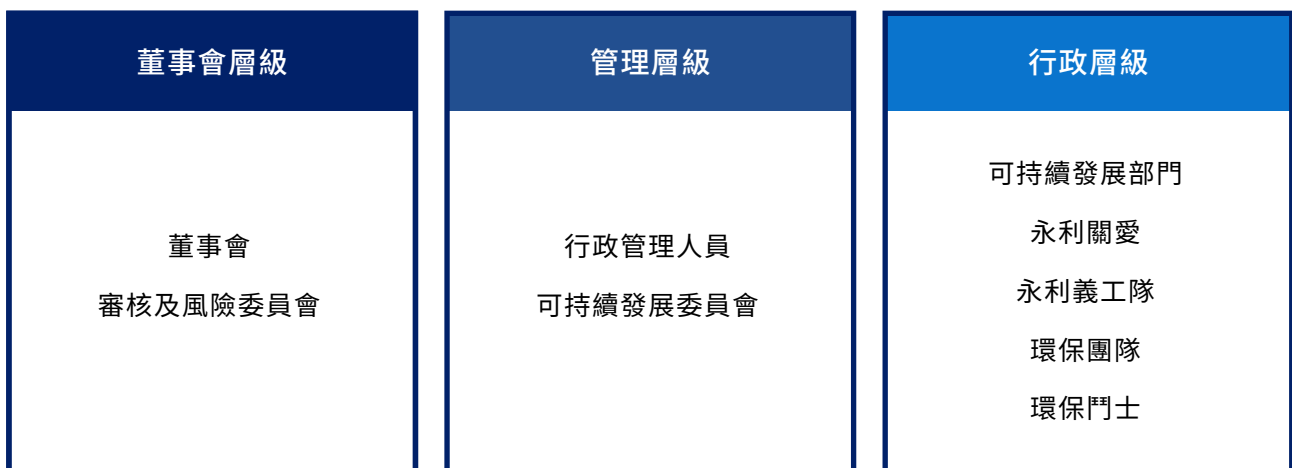 董事會層級
董事會
審核及風險委員會
管理層級
行政管理人員
可持續發展委員會
行政層級
可持續發展部門
永利關愛
永利義工隊
環保團隊
環保鬥士